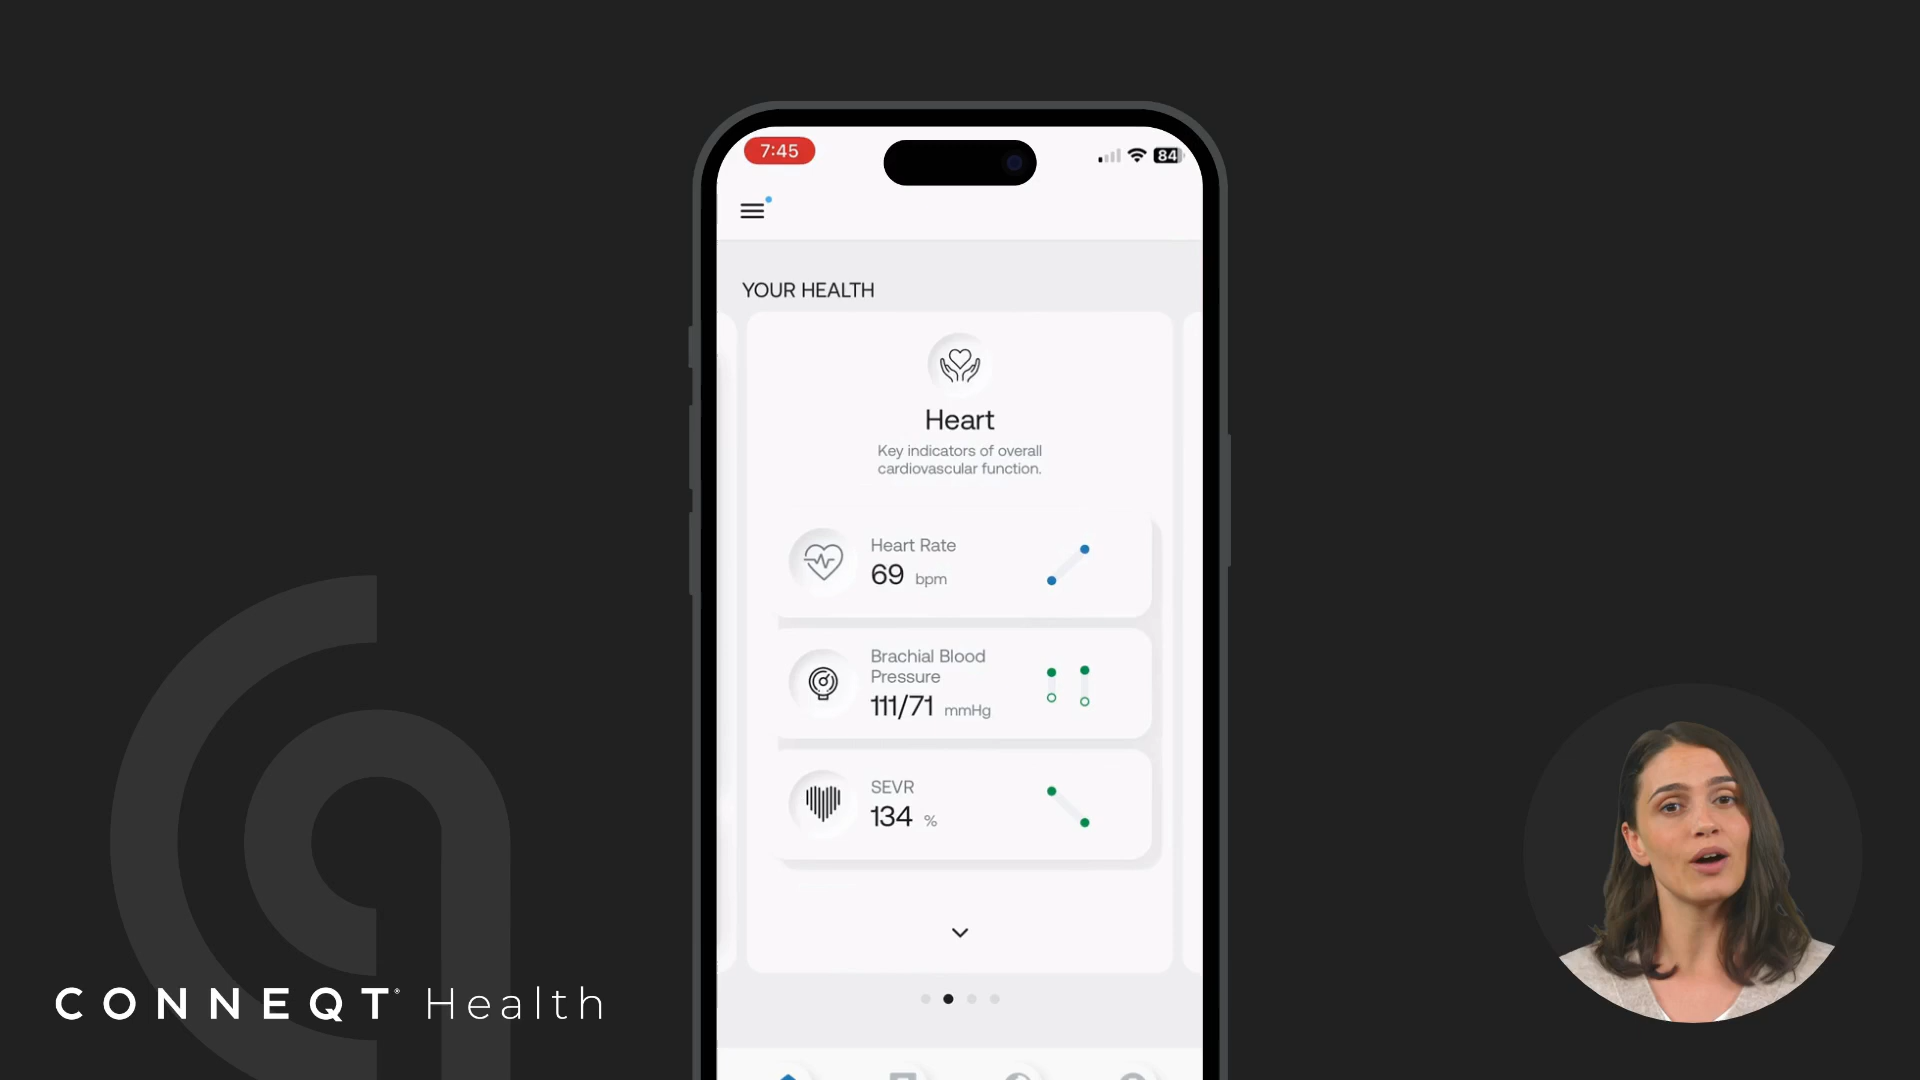 7:45
84
YOUR HEALTH
Heart
Key indicators of overall
cardiovascular function.
Heart Rate
69 bpm
Brachial Blood
Pressure
111/71 mmHg
SEVR
134 %
CONNEQT® Health